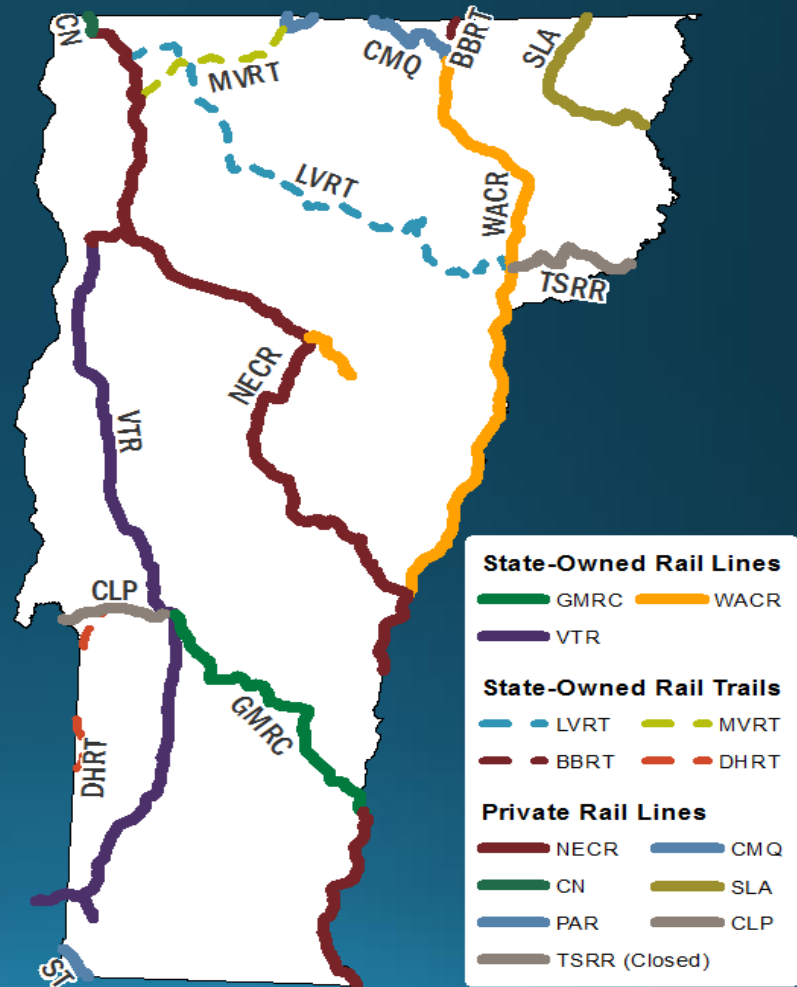 CN
MVRT
CMQ
BBRT
SLA
LVRT
WACR
TSRR
NECR
VTR
CLP
GMRC
DHRT
ST
State-Owned Rail Lines
GMRC WACR
VTR
State-Owned Rail Trails
LVRT MVRT
BBRT DHRT
Private Rail Lines
NECR CMQ
CN SLA
PAR CLP
TSRR (Closed)